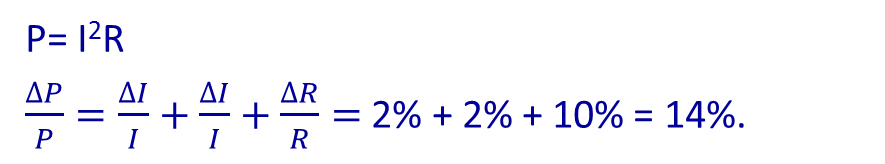 P= I²R
ΔP/P = ΔI/I + ΔI/I + ΔR/R = 2% + 2% + 10% = 14%.